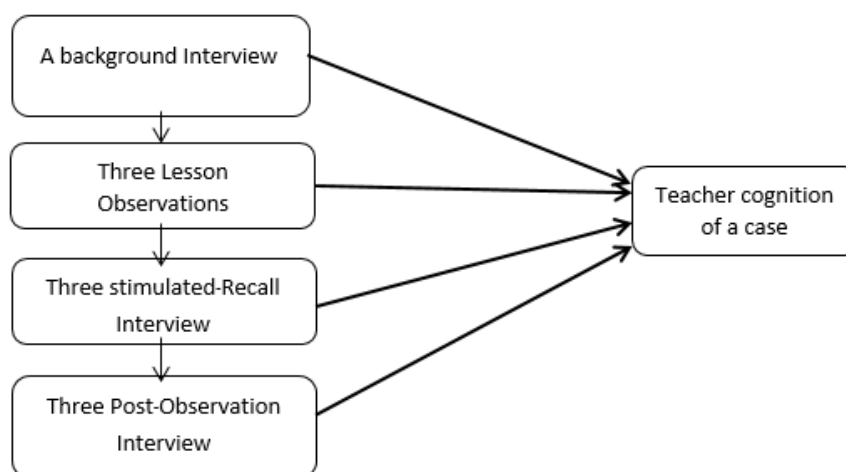 A background Interview
Three Lesson
Observations
Three stimulated-Recall
Interview
Three Post-Observation
Interview
Teacher cognition
of a case